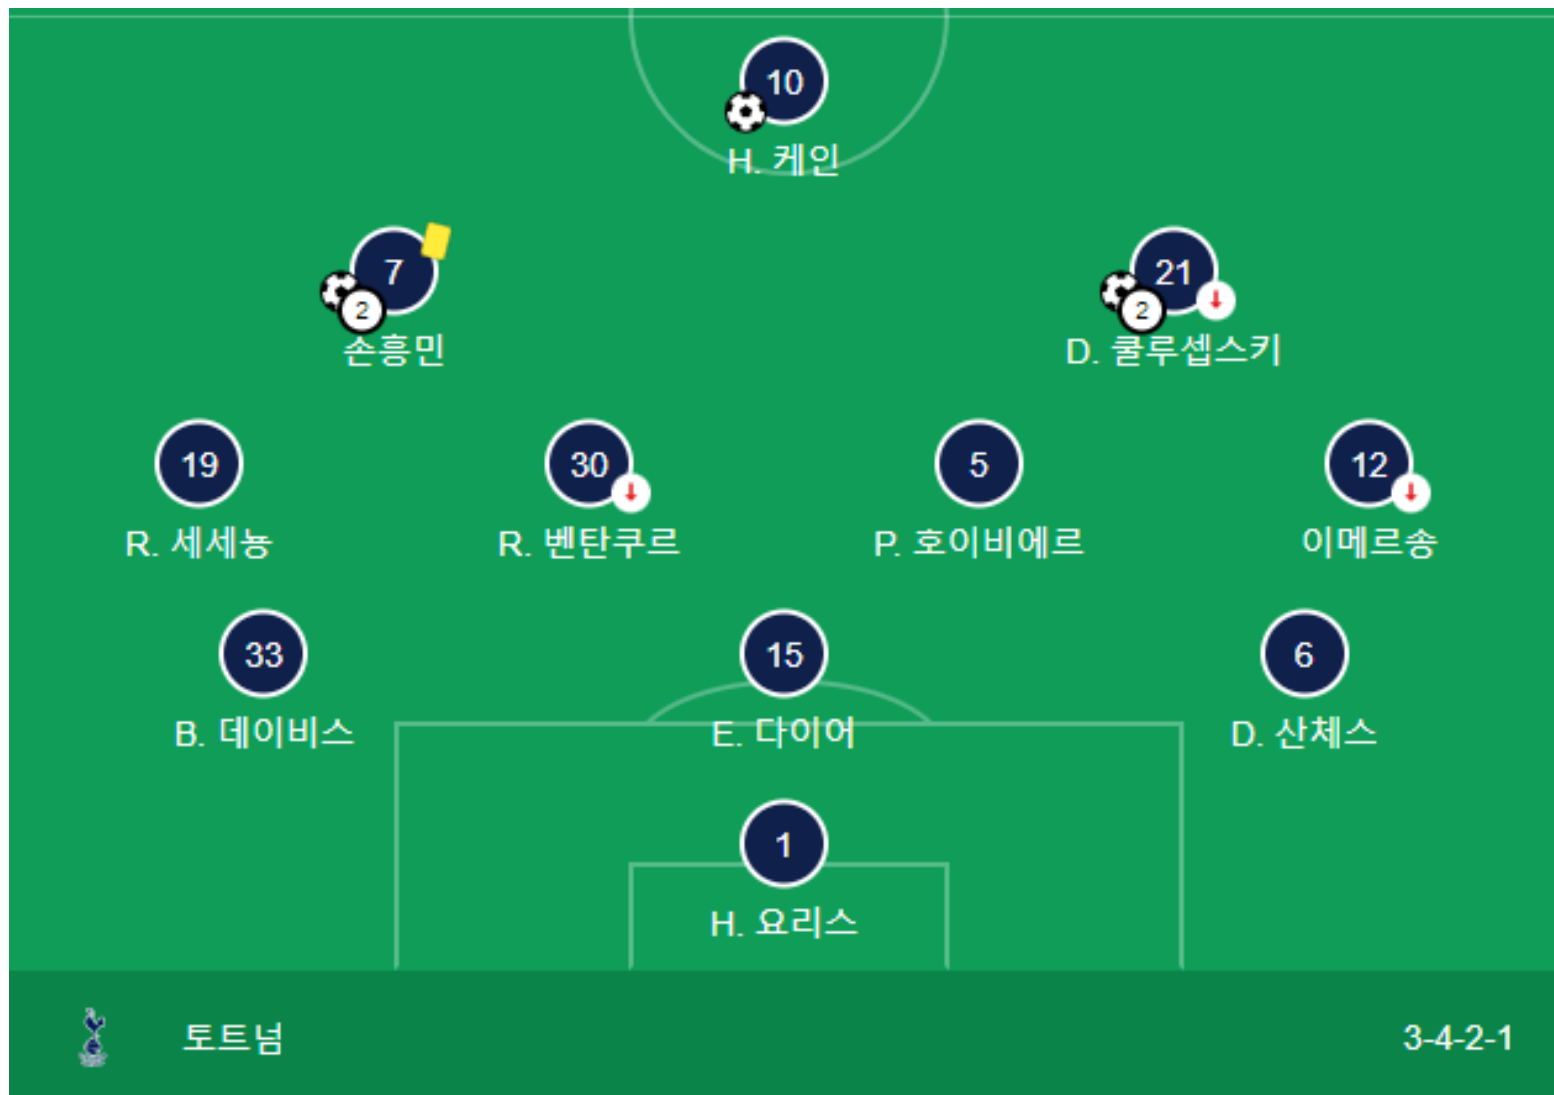 10
H. 케인
7
2
손흥민
21
2
D. 쿨루셉스키
19
R. 세세뇽
30
R. 벤탄쿠르
5
P. 호이비에르
12
이메르송
33
B. 데이비스
15
E. 다이어
6
D. 산체스
1
H. 요리스
토트넘
3-4-2-1